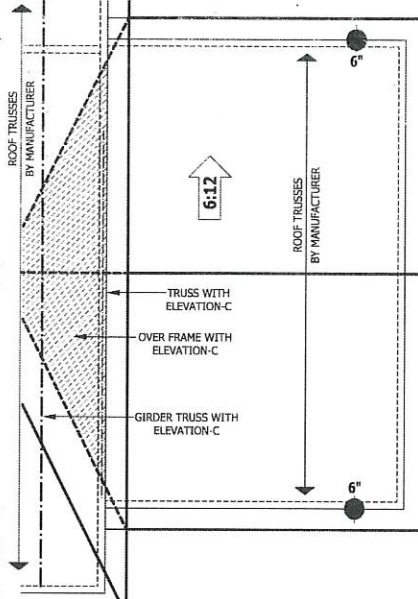 ROOF TRUSSES
BY MANUFACTURER
6"
6:12
ROOF TRUSSES
BY MANUFACTURER
TRUSS WITH
ELEVATION-C
OVER FRAME WITH
ELEVATION-C
GIRDER TRUSS WITH
ELEVATION-C
6"